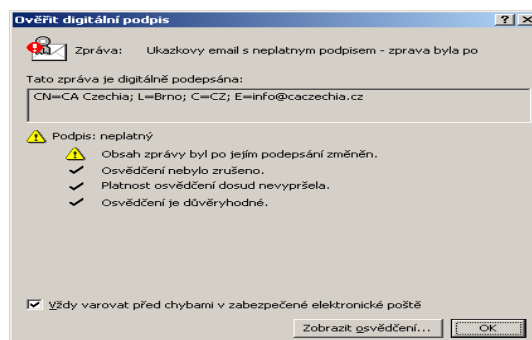 Ověřit digitální podpis
Zpráva: Ukazkovy email s neplatnym podpisem - zprava byla po
Tato zpráva je digitálně podepsána:
CN=CA Czechia; L=Brno; C=CZ; E=info@caczechia.cz
Podpis: neplatný
Obsah zprávy byl po jejím podepsání změněn.
Osvědčení nebylo zrušeno.
Platnost osvědčení dosud nevypršela.
Osvědčení je důvěryhodné.
Vždy varovat před chybami v zabezpečené elektronické poště
Zobrazit osvědčení... OK